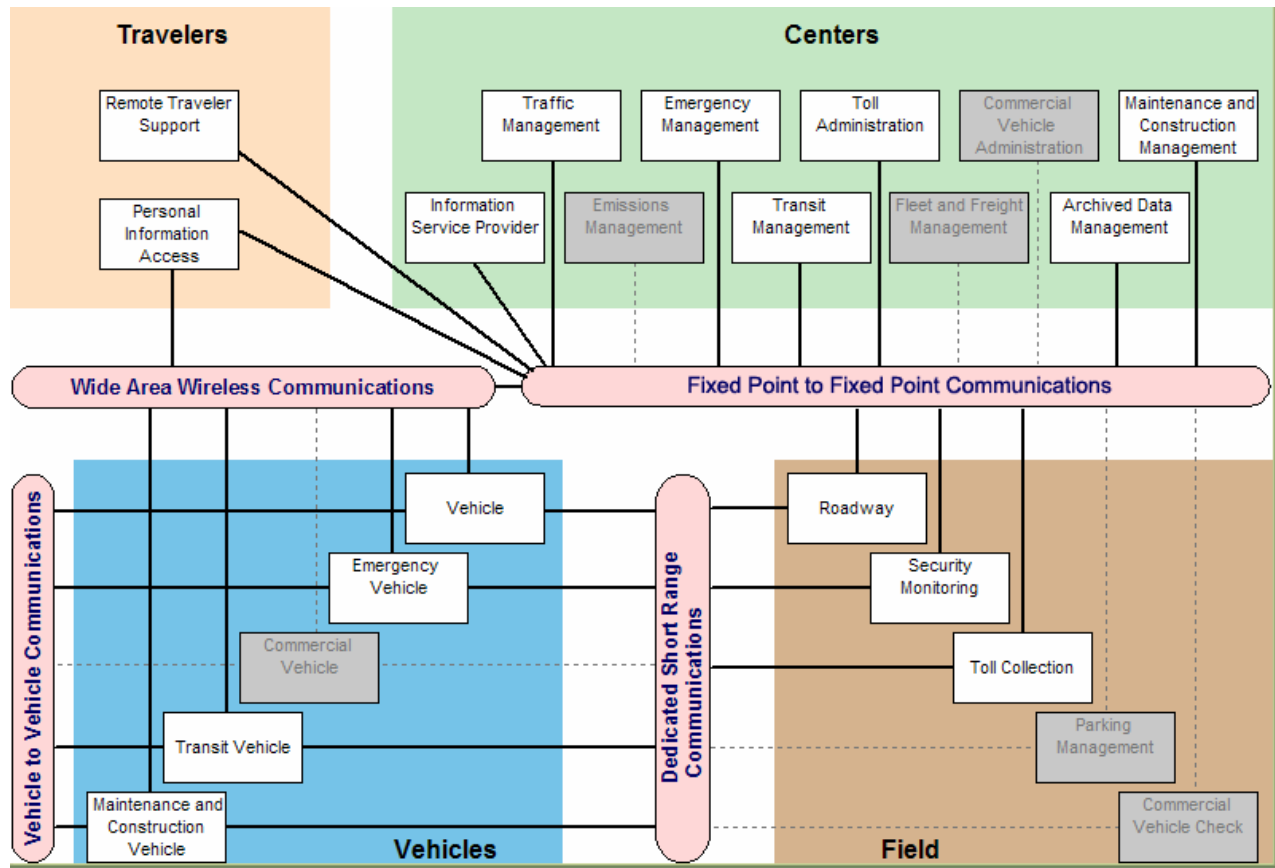 Travelers
Centers
Remote Traveler
Support
Traffic
Management
Emergency
Management
Toll
Administration
Commercial
Vehicle
Administration
Maintenance and
Construction
Management
Personal
Information
Access
Information
Service Provider
Emissions
Management
Transit
Management
Fleet and Freight
Management
Archived Data
Management
Wide Area Wireless Communications
Fixed Point to Fixed Point Communications
Vehicle to Vehicle Communications
Vehicle
Emergency
Vehicle
Commercial
Vehicle
Transit Vehicle
Maintenance and
Construction
Vehicle
Vehicles
Dedicated Short Range
Communications
Roadway
Security
Monitoring
Toll Collection
Parking
Management
Commercial
Vehicle Check
Field